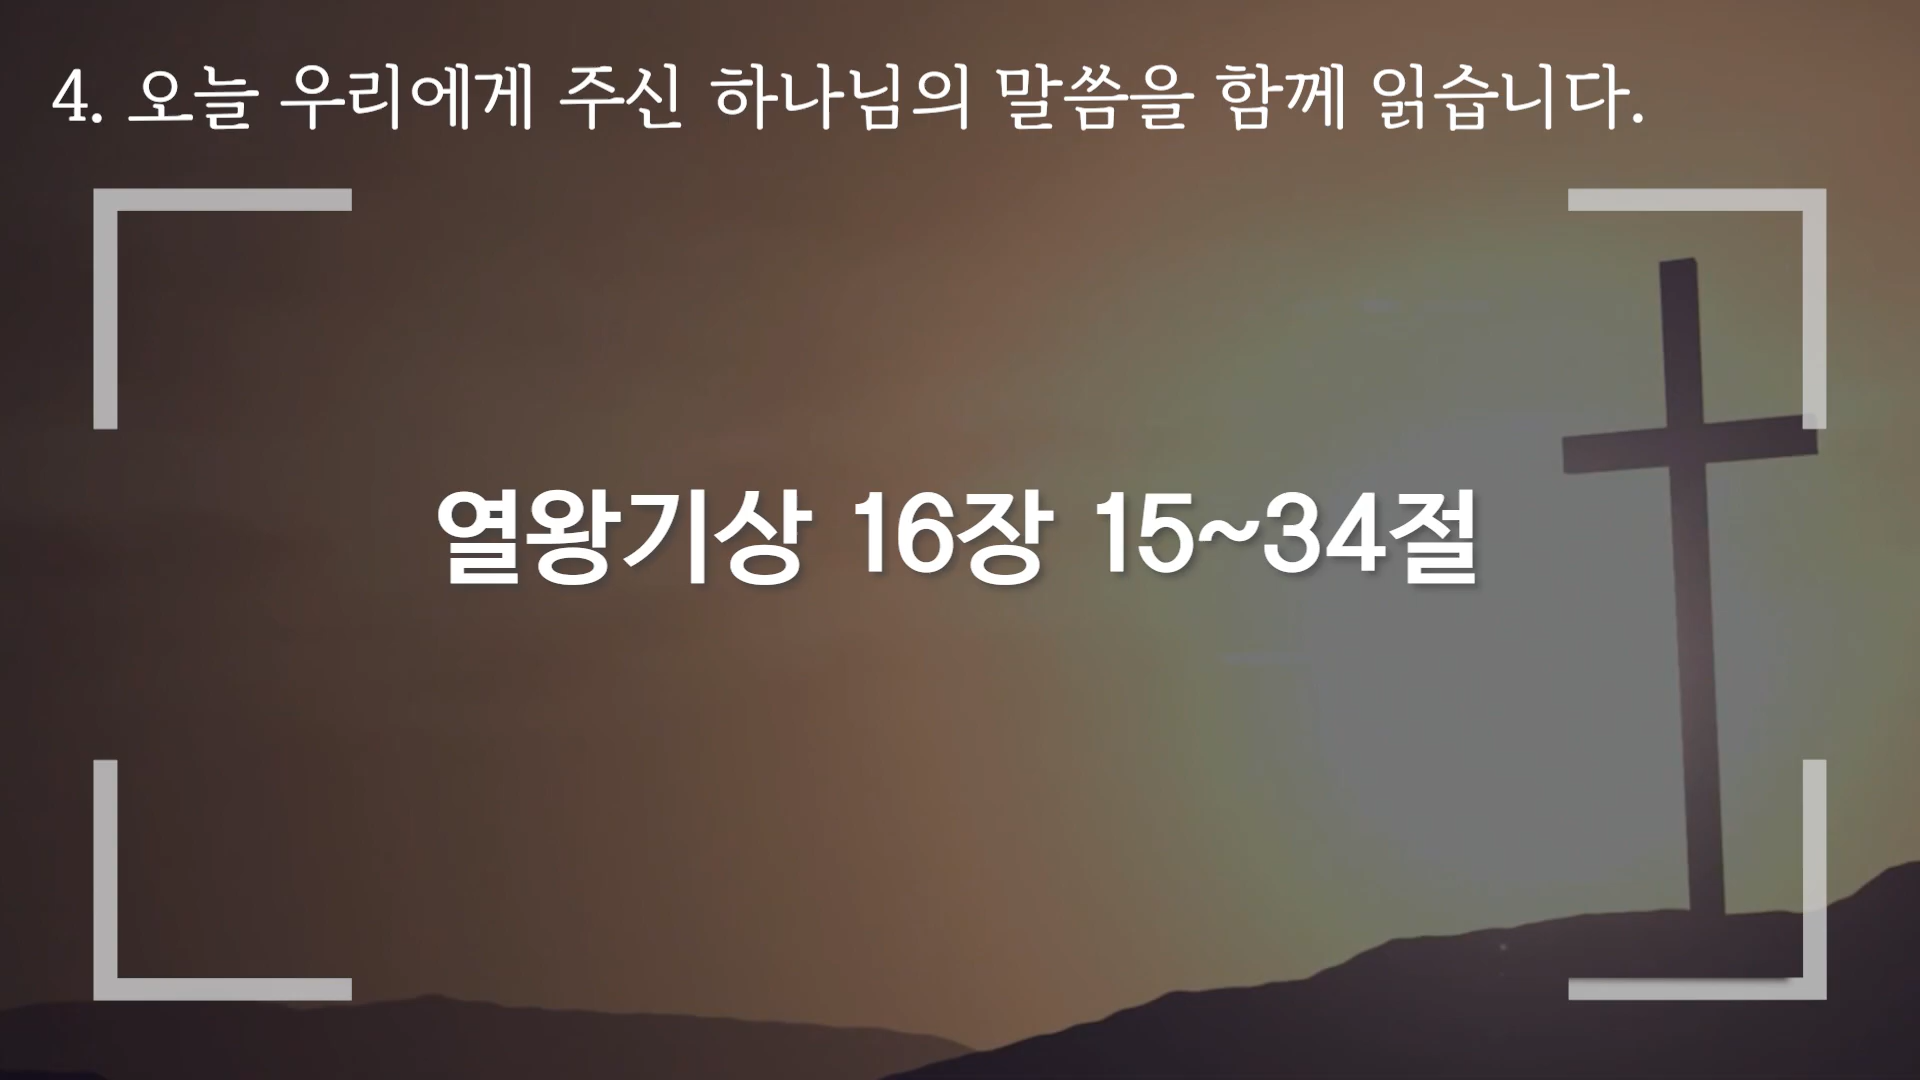 4. 오늘 우리에게 주신 하나님의 말씀을 함께 읽습니다.
열왕기상 16장 15~34절